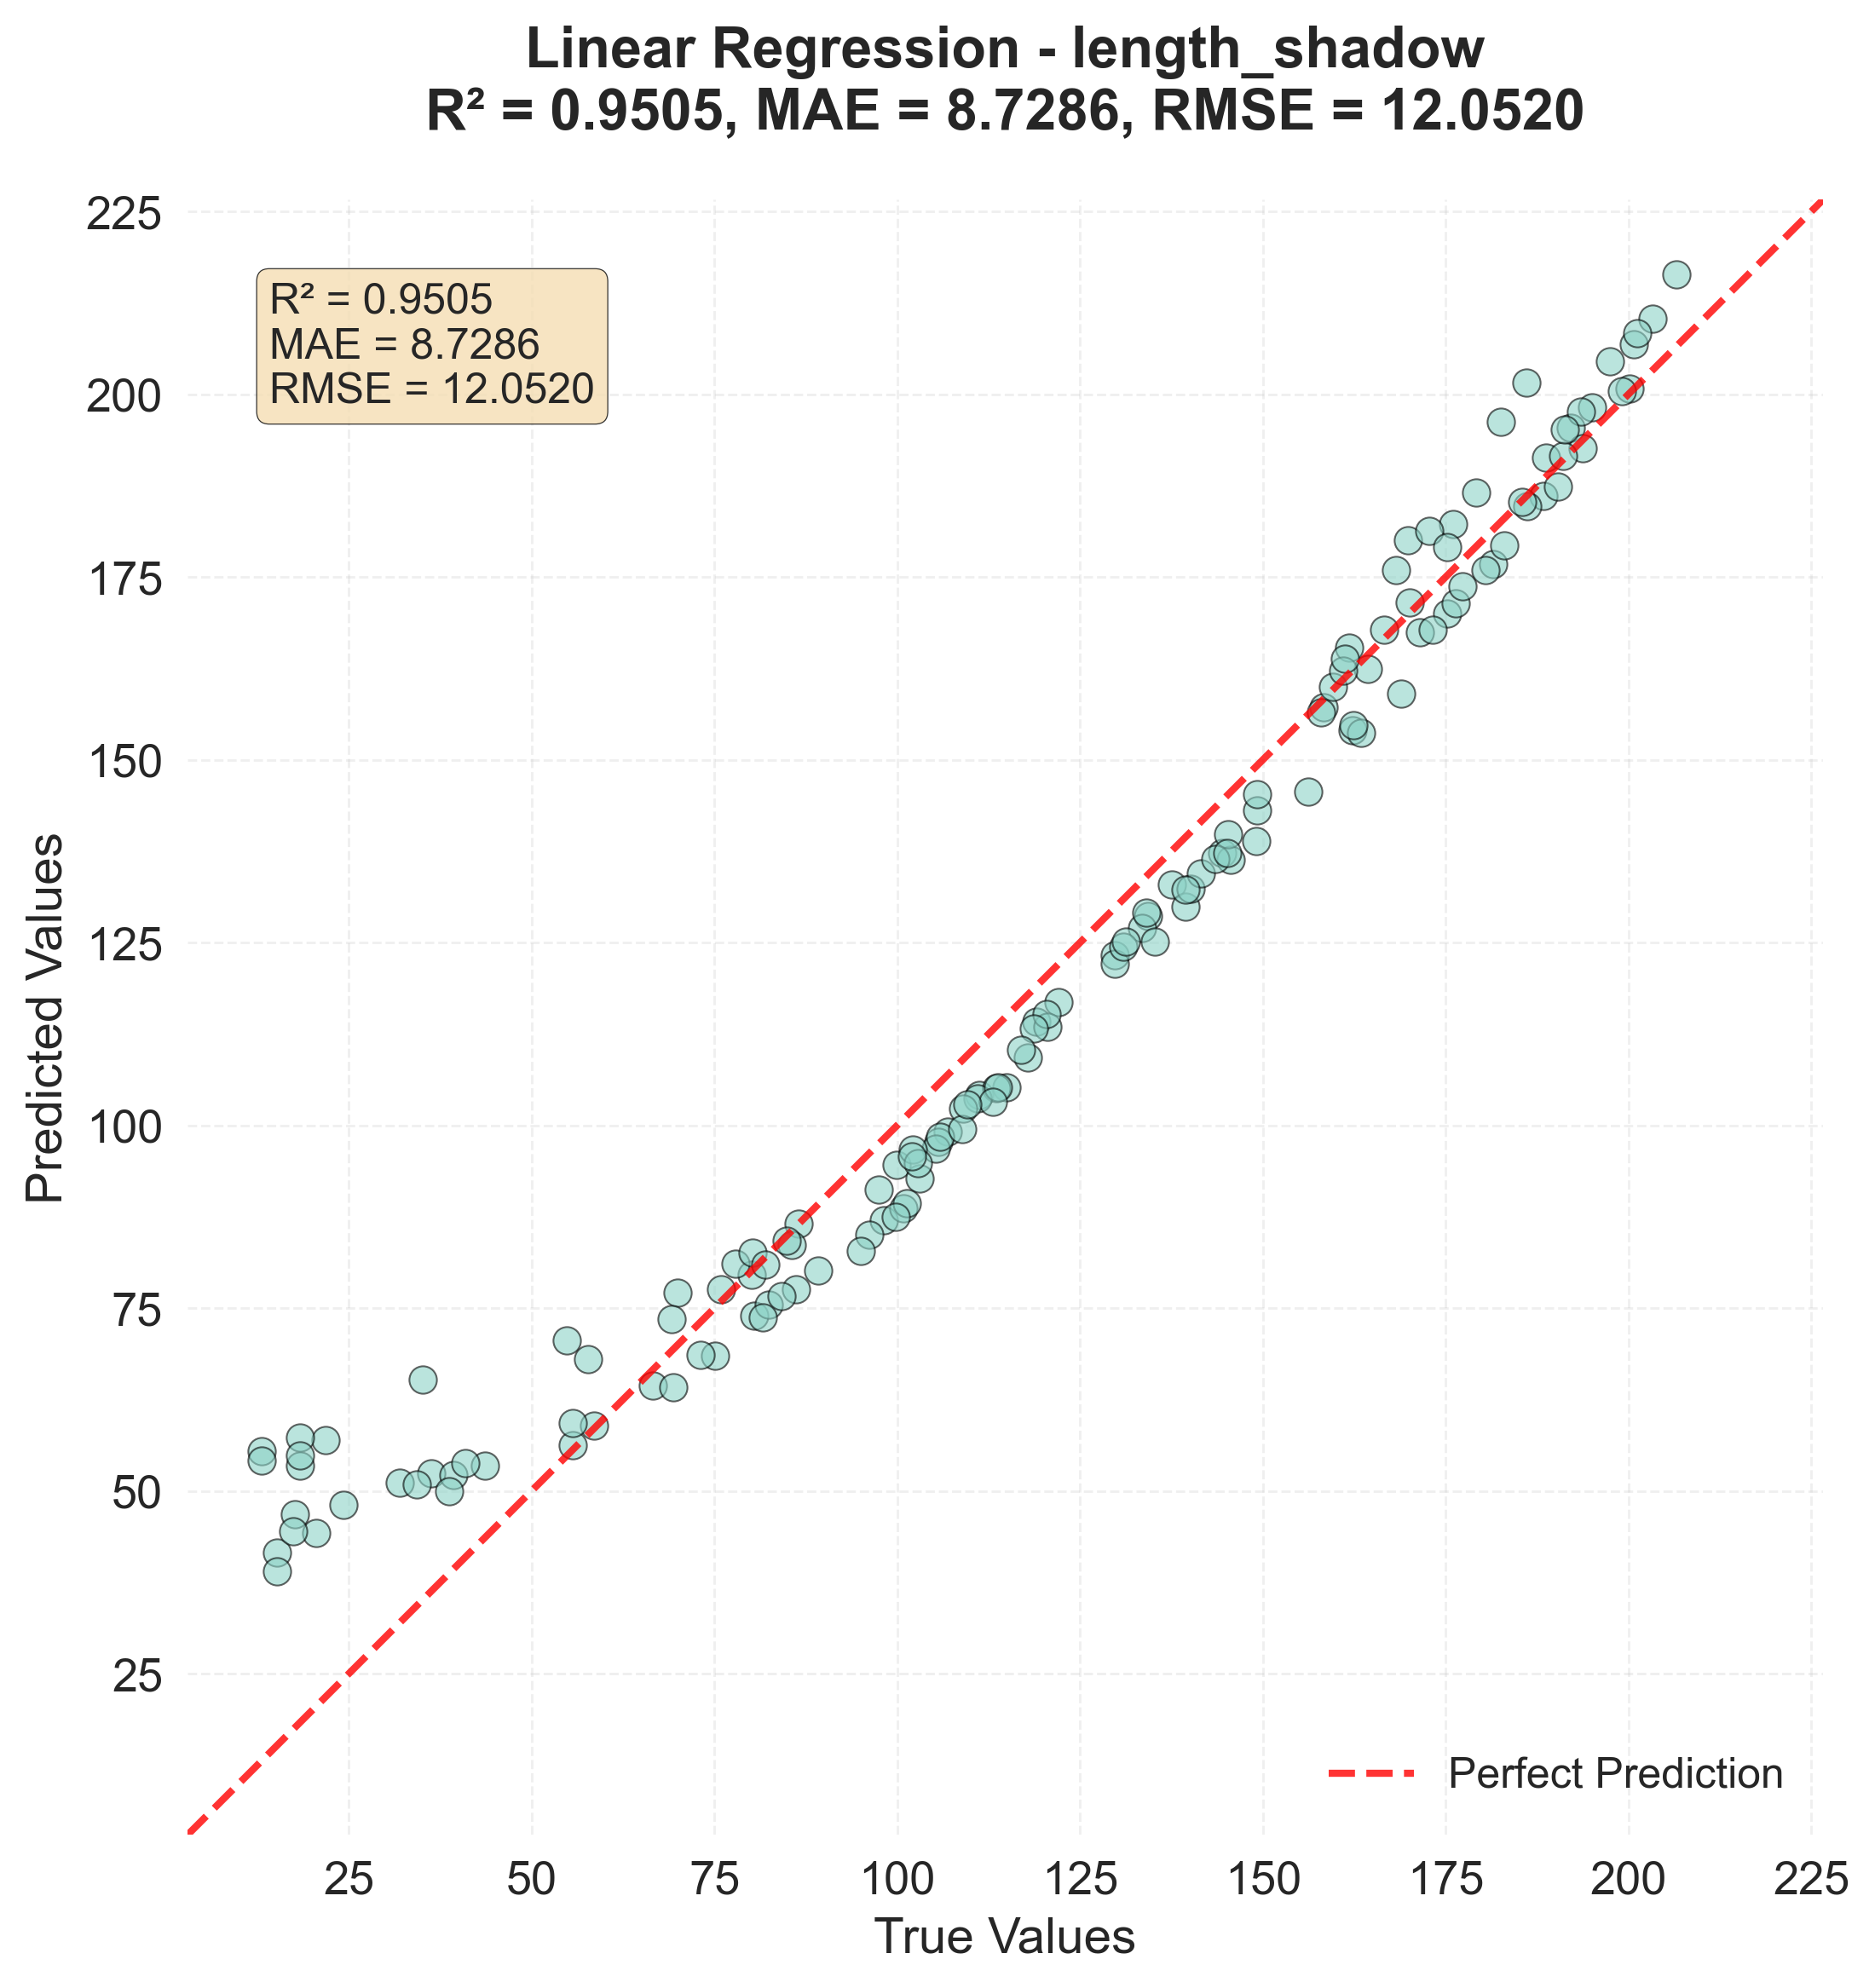 Linear Regression - length_shadow
R² = 0.9505, MAE = 8.7286, RMSE = 12.0520
225
R² = 0.9505
MAE = 8.7286
RMSE = 12.0520
200
175
150
125
100
75
50
25
Predicted Values
Perfect Prediction
25 50 75 100 125 150 175 200 225
True Values